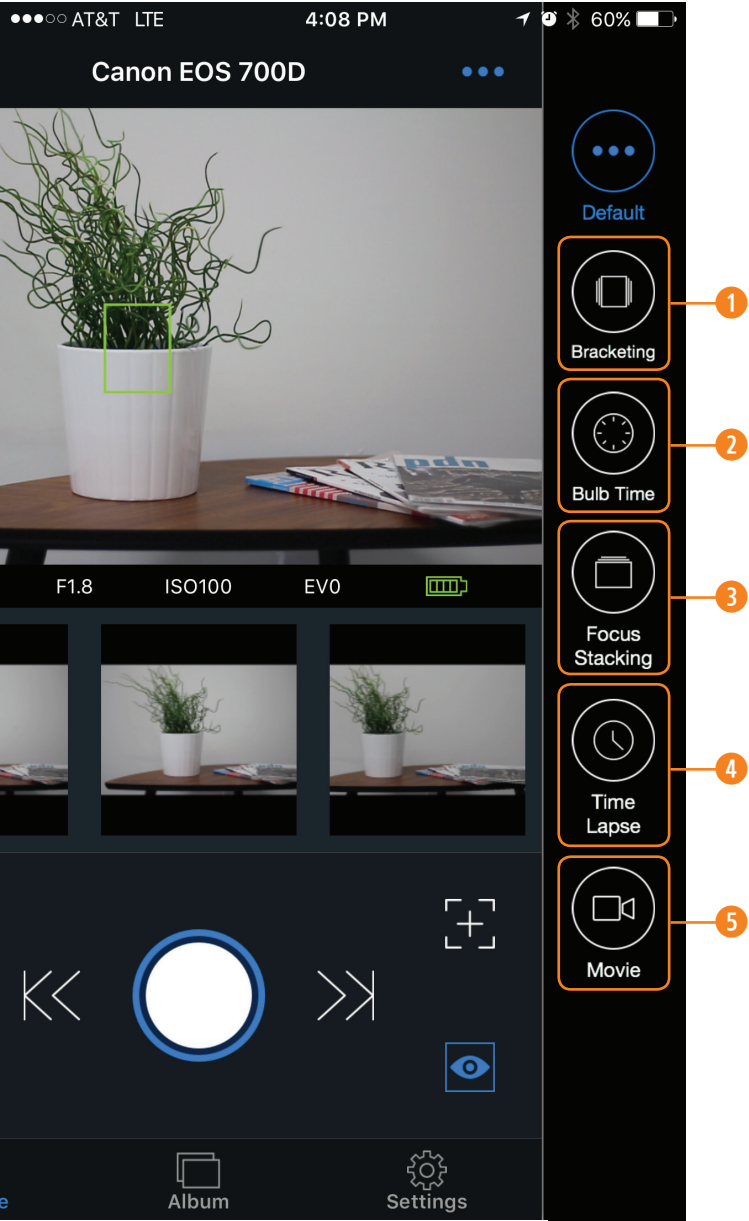 AT&T LTE 4:08 PM 60%
Canon EOS 700D
Default
1
Bracketing
2
Bulb Time
3
Focus
Stacking
4
Time
Lapse
5
Movie
pdn
F1.8 ISO100 EV0
e
Album
Settings